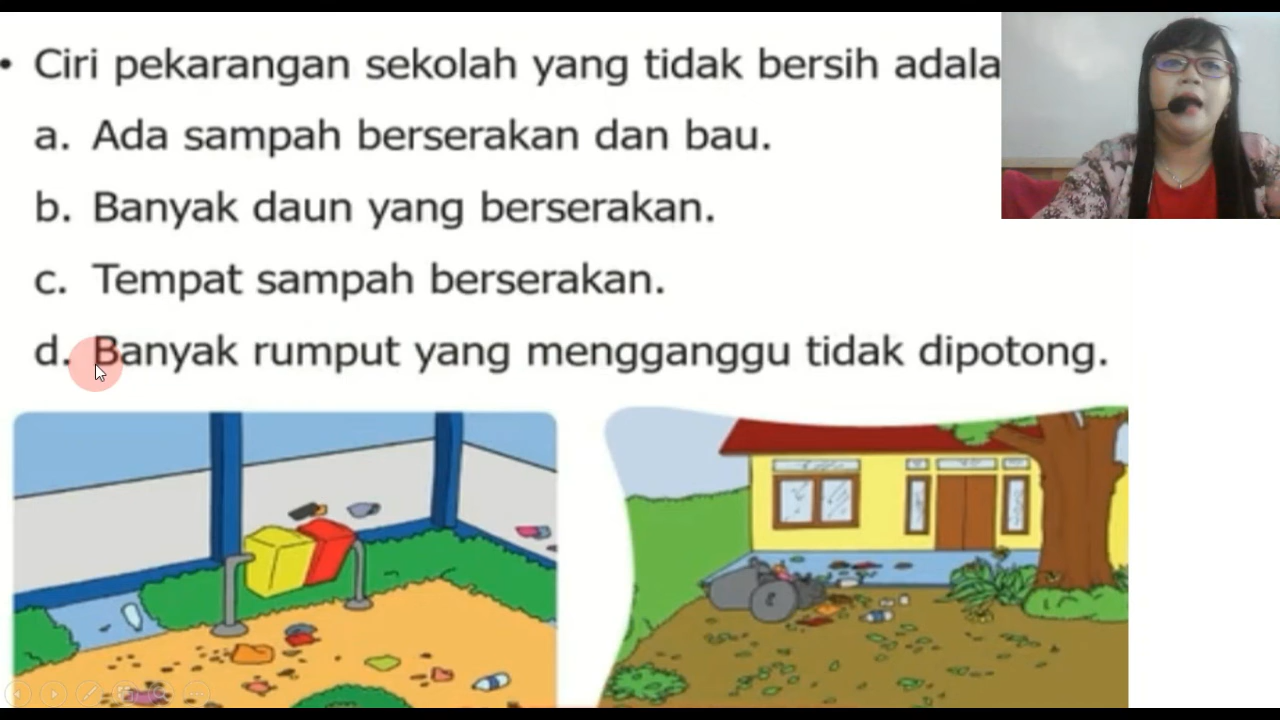 • Ciri pekarangan sekolah yang tidak bersih adala
a. Ada sampah berserakan dan bau.
b. Banyak daun yang berserakan.
c. Tempat sampah berserakan.
d. Banyak rumput yang mengganggu tidak dipotong.